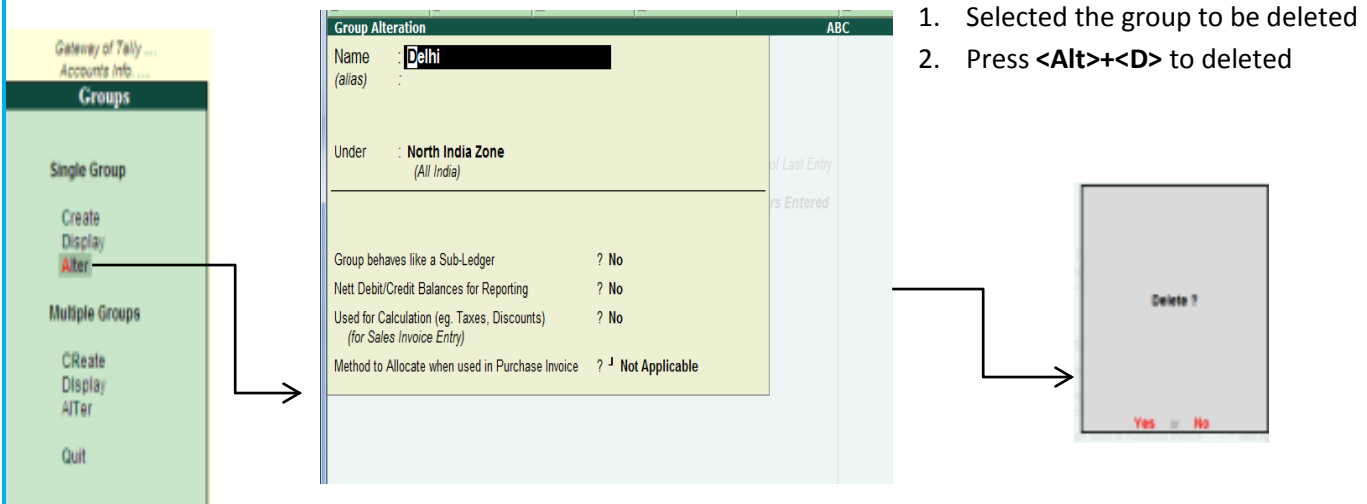 Gateway of Tally ....
Accounts Info. ....
Groups
Single Group
Create
Display
Alter
Multiple Groups
CReate
DIsplay
AlTer
Quit
Group Alteration ABC
Name : Delhi
(alias) :
Under : North India Zone
(All India)
of Last Entry
rs Entered
Group behaves like a Sub-Ledger ? No
Nett Debit/Credit Balances for Reporting ? No
Used for Calculation (eg. Taxes, Discounts) ? No
(for Sales Invoice Entry)
Method to Allocate when used in Purchase Invoice ? ┘ Not Applicable
1. Selected the group to be deleted
2. Press <Alt>+<D> to deleted
Delete ?
Yes or No